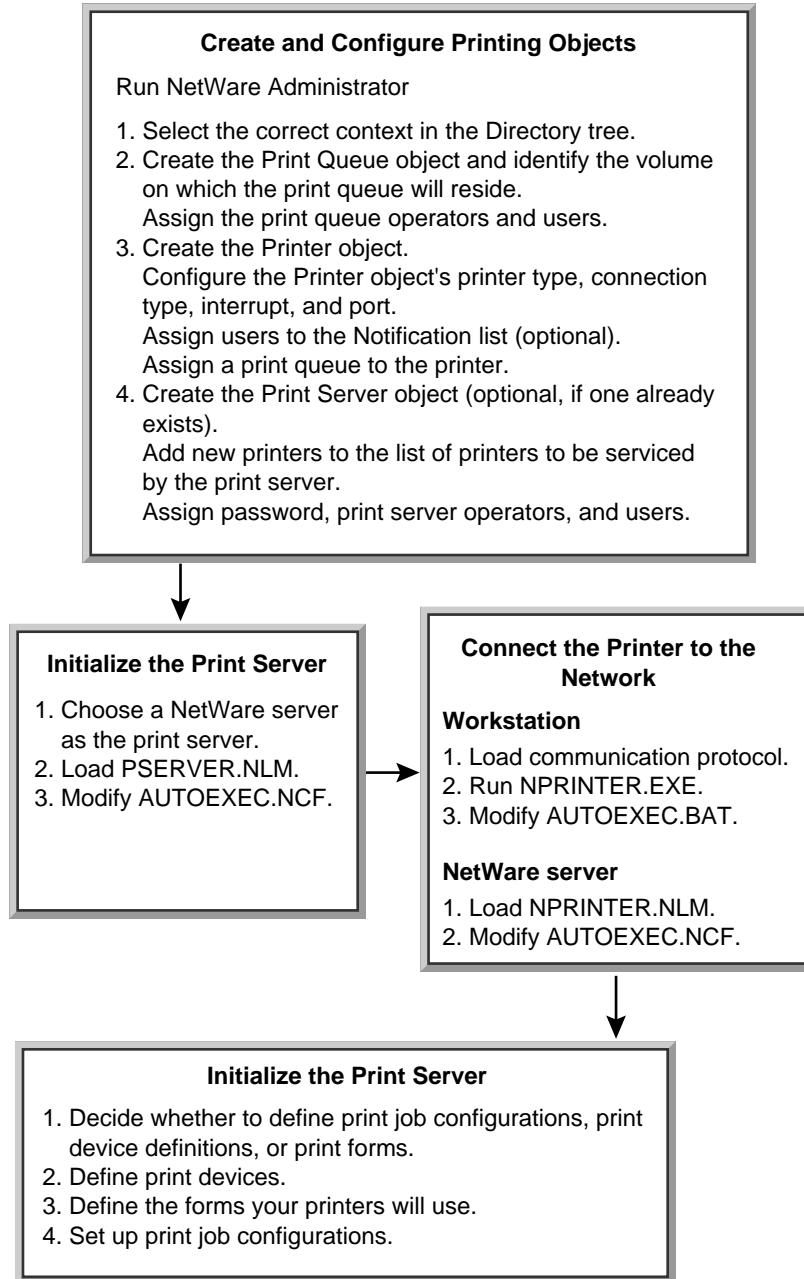 Create and Configure Printing Objects
Run NetWare Administrator
1. Select the correct context in the Directory tree.
2. Create the Print Queue object and identify the volume
on which the print queue will reside.
Assign the print queue operators and users.
3. Create the Printer object.
Configure the Printer object's printer type, connection
type, interrupt, and port.
Assign users to the Notification list (optional).
Assign a print queue to the printer.
4. Create the Print Server object (optional, if one already
exists).
Add new printers to the list of printers to be serviced
by the print server.
Assign password, print server operators, and users.
Initialize the Print Server
1. Choose a NetWare server
as the print server.
2. Load PSERVER.NLM.
3. Modify AUTOEXEC.NCF.
Connect the Printer to the
Network
Workstation
1. Load communication protocol.
2. Run NPRINTER.EXE.
3. Modify AUTOEXEC.BAT.
NetWare server
1. Load NPRINTER.NLM.
2. Modify AUTOEXEC.NCF.
Initialize the Print Server
1. Decide whether to define print job configurations, print
device definitions, or print forms.
2. Define print devices.
3. Define the forms your printers will use.
4. Set up print job configurations.